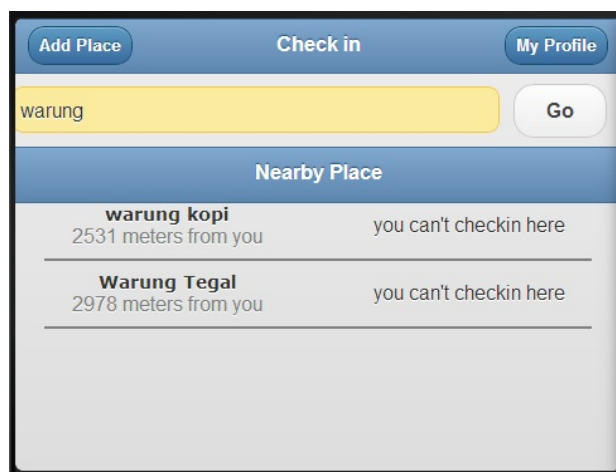 Add Place Check in My Profile
warung Go
Nearby Place
warung kopi
2531 meters from you you can't checkin here
Warung Tegal
2978 meters from you you can't checkin here